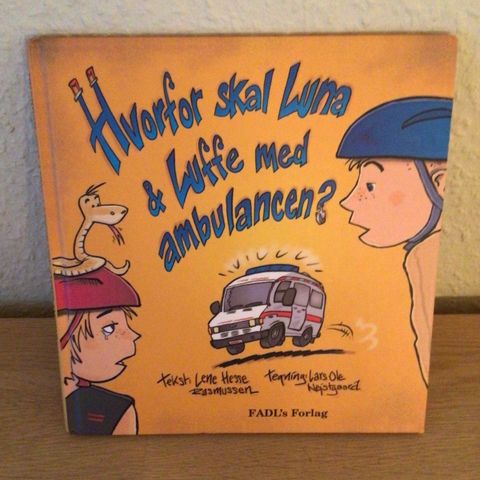 Hvorfor skal Luna
& Luffe med
ambulancen?
Tekst: Lene Hesse
Rasmussen
Tegning: Lars Ole
Nejstgaard
FADL's Forlag